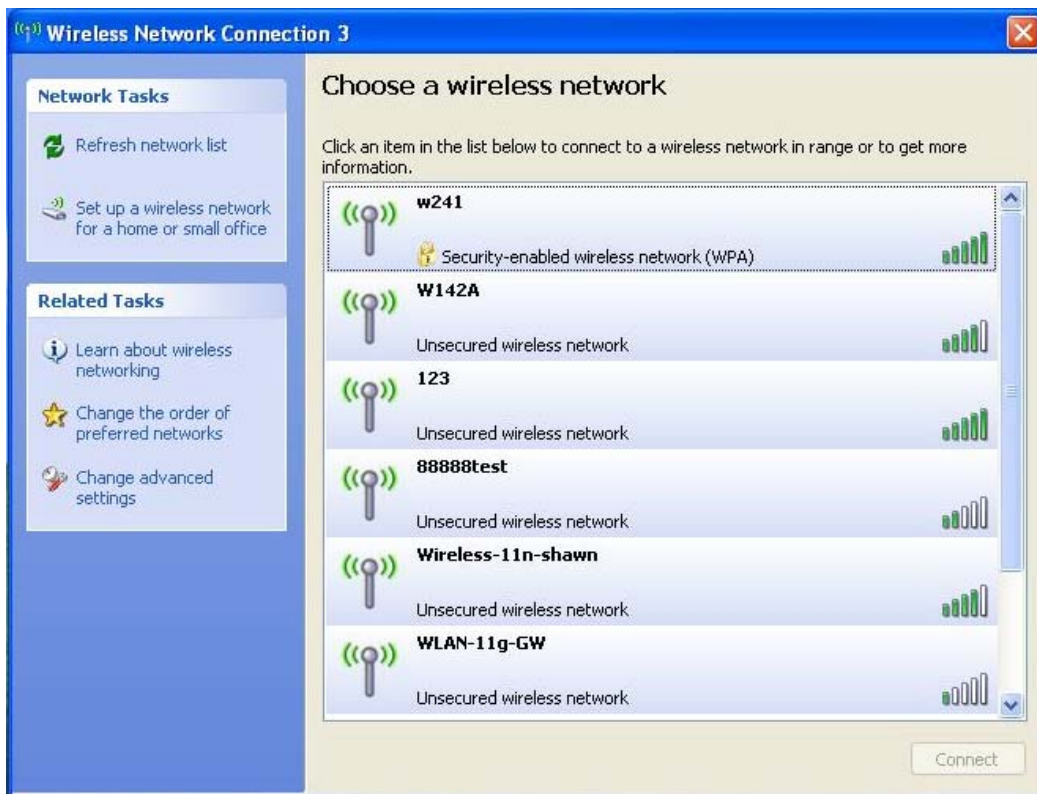 Wireless Network Connection 3
Network Tasks
Refresh network list
Set up a wireless network
for a home or small office
Related Tasks
Learn about wireless
networking
Change the order of
preferred networks
Change advanced
settings
Choose a wireless network
Click an item in the list below to connect to a wireless network in range or to get more
information.
w241
Security-enabled wireless network (WPA)
W142A
Unsecured wireless network
123
Unsecured wireless network
88888test
Unsecured wireless network
Wireless-11n-shawn
Unsecured wireless network
WLAN-11g-GW
Unsecured wireless network
Connect